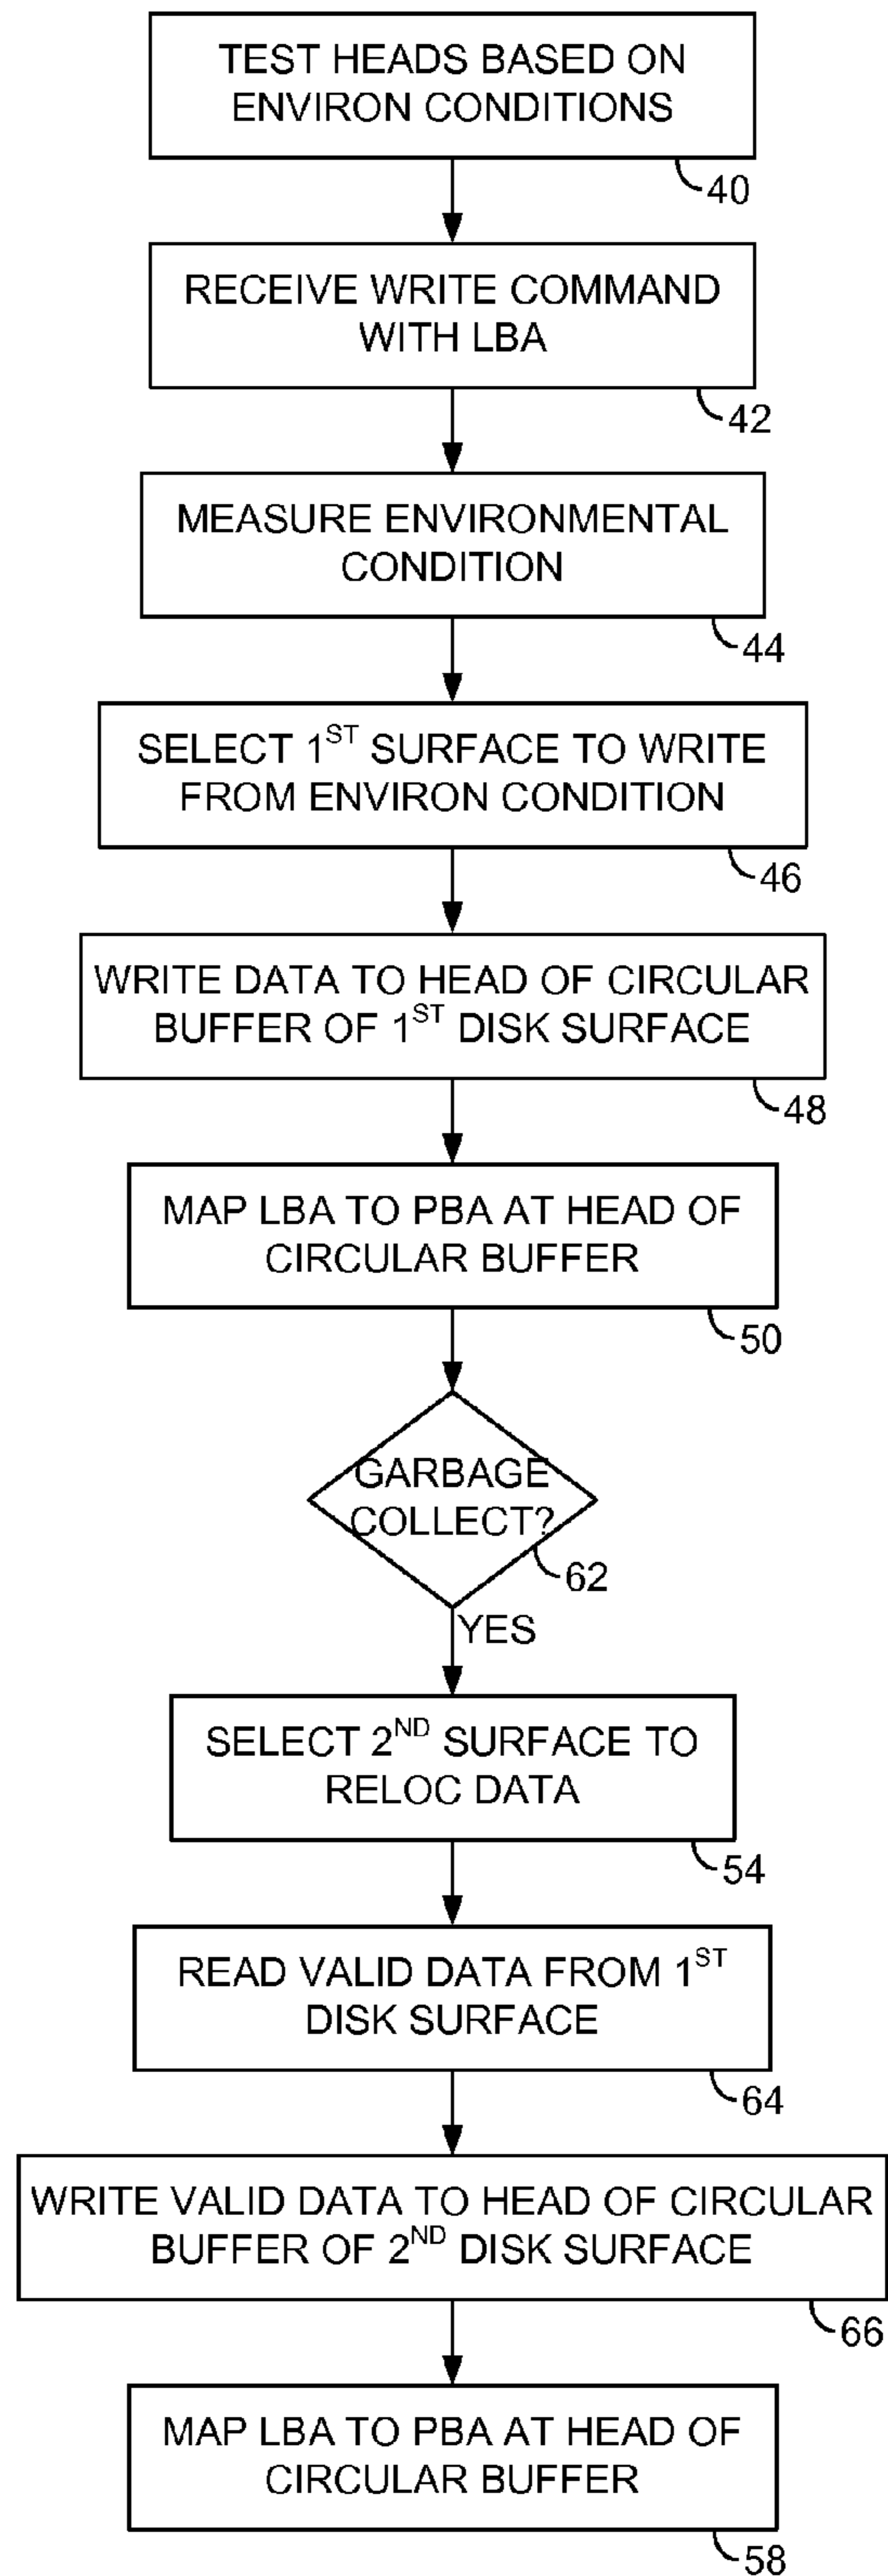 TEST HEADS BASED ON
ENVIRON CONDITIONS
40
RECEIVE WRITE COMMAND
WITH LBA
42
MEASURE ENVIRONMENTAL
CONDITION
44
SELECT 1ST SURFACE TO WRITE
FROM ENVIRON CONDITION
46
WRITE DATA TO HEAD OF CIRCULAR
BUFFER OF 1ST DISK SURFACE
48
MAP LBA TO PBA AT HEAD OF
CIRCULAR BUFFER
50
GARBAGE
COLLECT?
62
YES
SELECT 2ND SURFACE TO
RELOC DATA
54
READ VALID DATA FROM 1ST
DISK SURFACE
64
WRITE VALID DATA TO HEAD OF CIRCULAR
BUFFER OF 2ND DISK SURFACE
66
MAP LBA TO PBA AT HEAD OF
CIRCULAR BUFFER
58